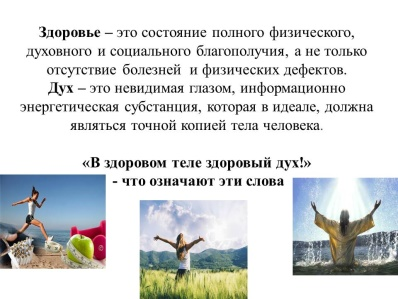 Здоровье – это состояние полного физического,
духовного и социального благополучия, а не только
отсутствие болезней и физических дефектов.
Дух – это невидимая глазом, информационно
энергетическая субстанция, которая в идеале, должна
являться точной копией тела человека.
«В здоровом теле здоровый дух!»
- что означают эти слова